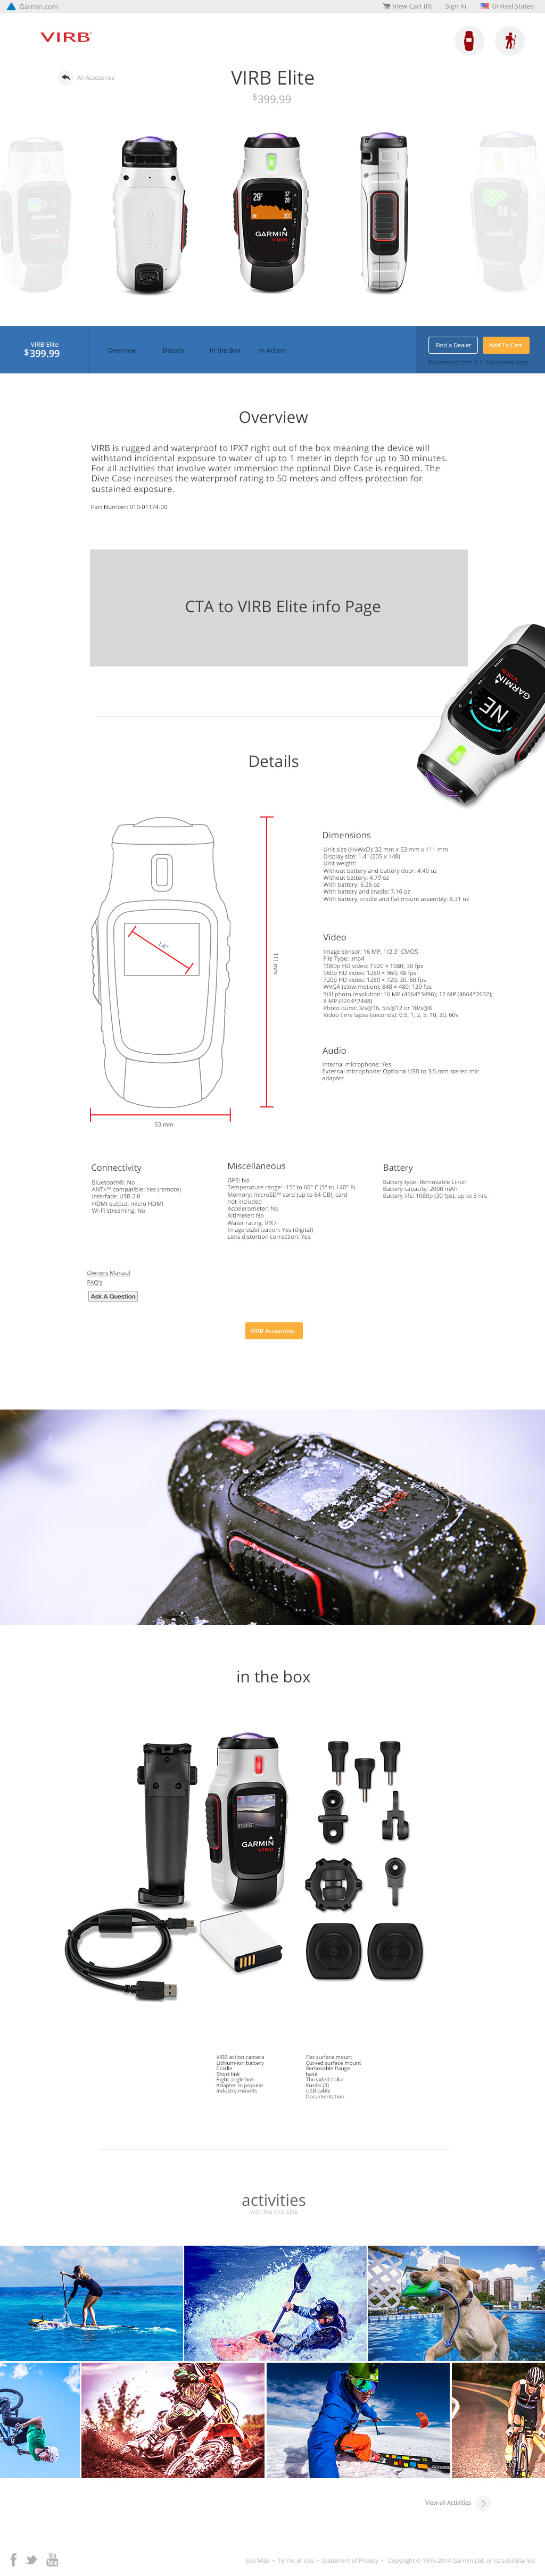 Garmin.com
View Cart (0)
Sign In
United States
VIRB
All Accesories
VIRB Elite
$399.99
29°
GARMIN
VIRB
GARMIN
GARMIN
VIRB Elite
$399.99
Overview
Details
In the Box
In Action
Find a Dealer
Add To Cart
Processing time is 1-3 business days.
Overview
VIRB is rugged and waterproof to IPX7 right out of the box meaning the device will
withstand incidental exposure to water of up to 1 meter in depth for up to 30 minutes.
For all activities that involve water immersion the optional Dive Case is required. The
Dive Case increases the waterproof rating to 50 meters and offers protection for
sustained exposure.
Part Number: 010-01174-00
CTA to VIRB Elite info Page
GARMIN
VIRB
NE
Details
1.4"
111 mm
53 mm
Dimensions
Unit size (HxWxD): 32 mm x 53 mm x 111 mm
Display size: 1.4" (205 x 148)
Unit weight:
Without battery and battery door: 4.40 oz
Without battery: 4.79 oz
With battery: 6.26 oz
With battery and cradle: 7.16 oz
With battery, cradle and flat mount assembly: 8.31 oz
Video
Image sensor: 16 MP, 1/2.3" CMOS
File Type: .mp4
1080p HD video: 1920 × 1080; 30 fps
960p HD video: 1280 × 960; 48 fps
720p HD video: 1280 × 720; 30, 60 fps
WVGA (slow motion): 848 × 480; 120 fps
Still photo resolution: 16 MP (4664*3496); 12 MP (4664*2632);
8 MP (3264*2448)
Photo burst: 3/s@16, 5/s@12 or 10/s@8
Video time lapse (seconds): 0.5, 1, 2, 5, 10, 30, 60v
Audio
Internal microphone: Yes
External microphone: Optional USB to 3.5 mm stereo mic
adapter
Connectivity
Bluetooth®: No
ANT+™ compatible: Yes (remote)
Interface: USB 2.0
HDMI output: micro HDMI
Wi-Fi streaming: No
Miscellaneous
GPS: No
Temperature range: -15° to 60° C (5° to 140° F)
Memory: microSD™ card (up to 64 GB); card
not included
Accelerometer: No
Altimeter: No
Water rating: IPX7
Image stabilization: Yes (digital)
Lens distortion correction: Yes
Battery
Battery type: Removable Li-ion
Battery capacity: 2000 mAh
Battery life: 1080p (30 fps), up to 3 hrs
Owners Manaul
FAQ's
Ask A Question
VIRB Accesories
in the box
GARMIN
VIRB
VIRB action camera
Lithium-ion battery
Cradle
Short link
Right angle link
Adapter to popular
industry mounts
Flat surface mount
Curved surface mount
Removable flange
base
Threaded collar
Knobs (3)
USB cable
Documentation
activities
with the Virb Elite
View all Activities
Site Map • Terms of Use • Statement of Privacy • Copyright © 1996-2014 Garmin Ltd. or its subsidiaries